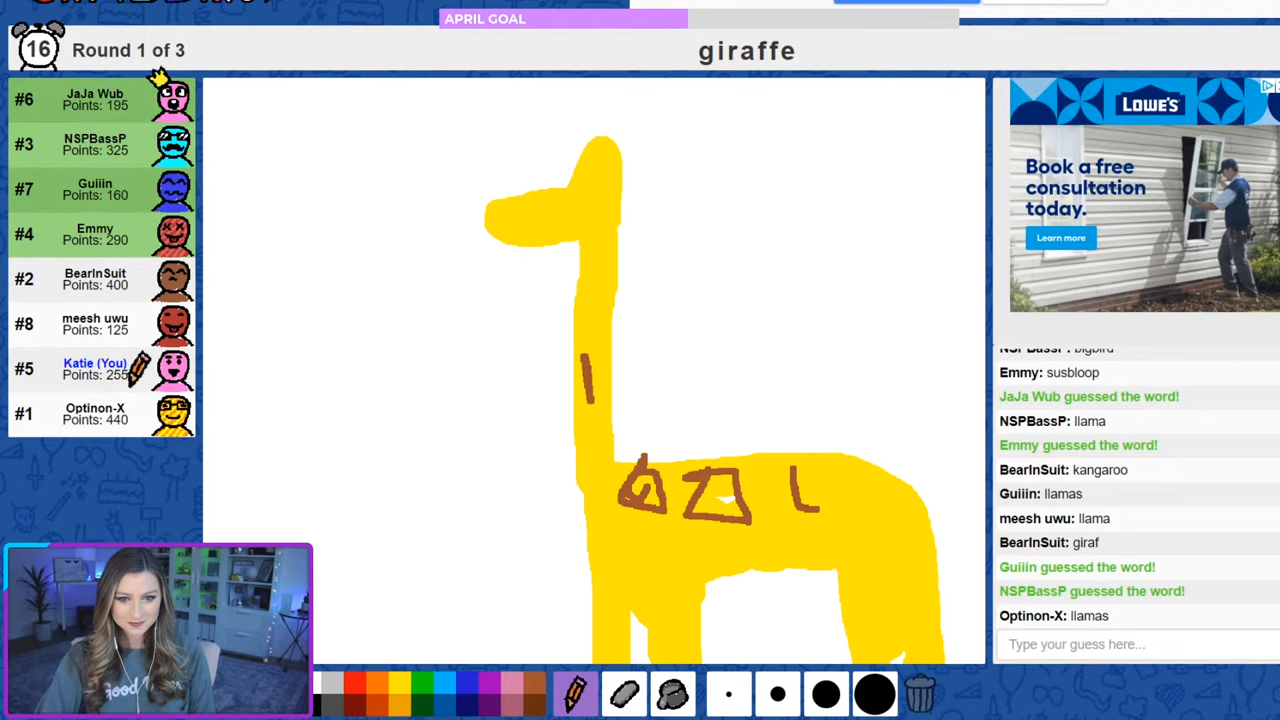 APRIL GOAL
16
Round 1 of 3
giraffe
#6
JaJa Wub
Points: 195
#3
NSPBassP
Points: 325
#7
Guiiin
Points: 160
#4
Emmy
Points: 290
#2
BearInSuit
Points: 400
#8
meesh uwu
Points: 125
#5
Katie (You)
Points: 255
#1
Optinon-X
Points: 440
LOWE'S
Book a free
consultation
today.
Learn more
NSPBassP: bigbird
Emmy: susbloop
JaJa Wub guessed the word!
NSPBassP: llama
Emmy guessed the word!
BearInSuit: kangaroo
Guiiin: llamas
meesh uwu: llama
BearInSuit: giraf
Guiiin guessed the word!
NSPBassP guessed the word!
Optinon-X: llamas
Type your guess here...